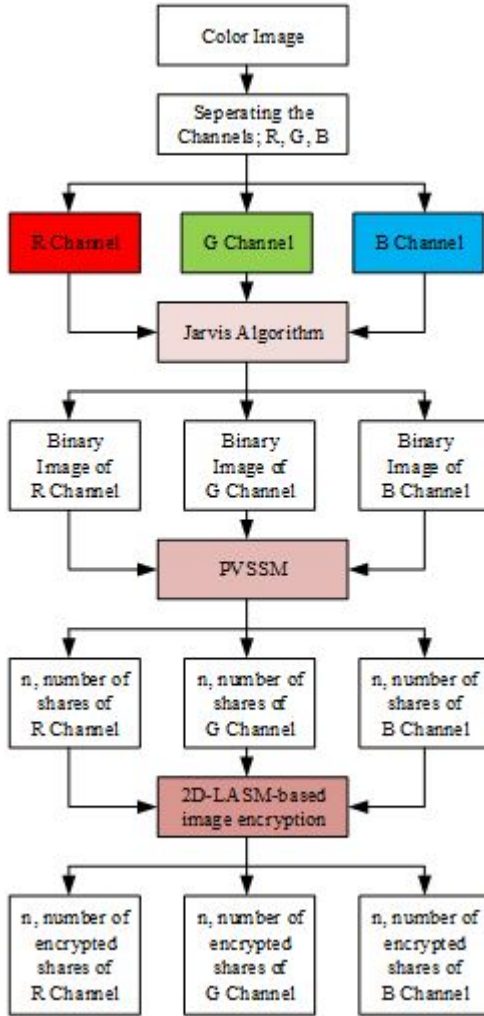 Color Image
Seperating the
Channels; R, G, B
R Channel
G Channel
B Channel
Jarvis Algorithm
Binary
Image of
R Channel
Binary
Image of
G Channel
Binary
Image of
B Channel
PVSSM
n, number of
shares of
R Channel
n, number of
shares of
G Channel
n, number of
shares of
B Channel
2D-LASM-based
image encryption
n, number of
encrypted
shares of
R Channel
n, number of
encrypted
shares of
G Channel
n, number of
encrypted
shares of
B Channel